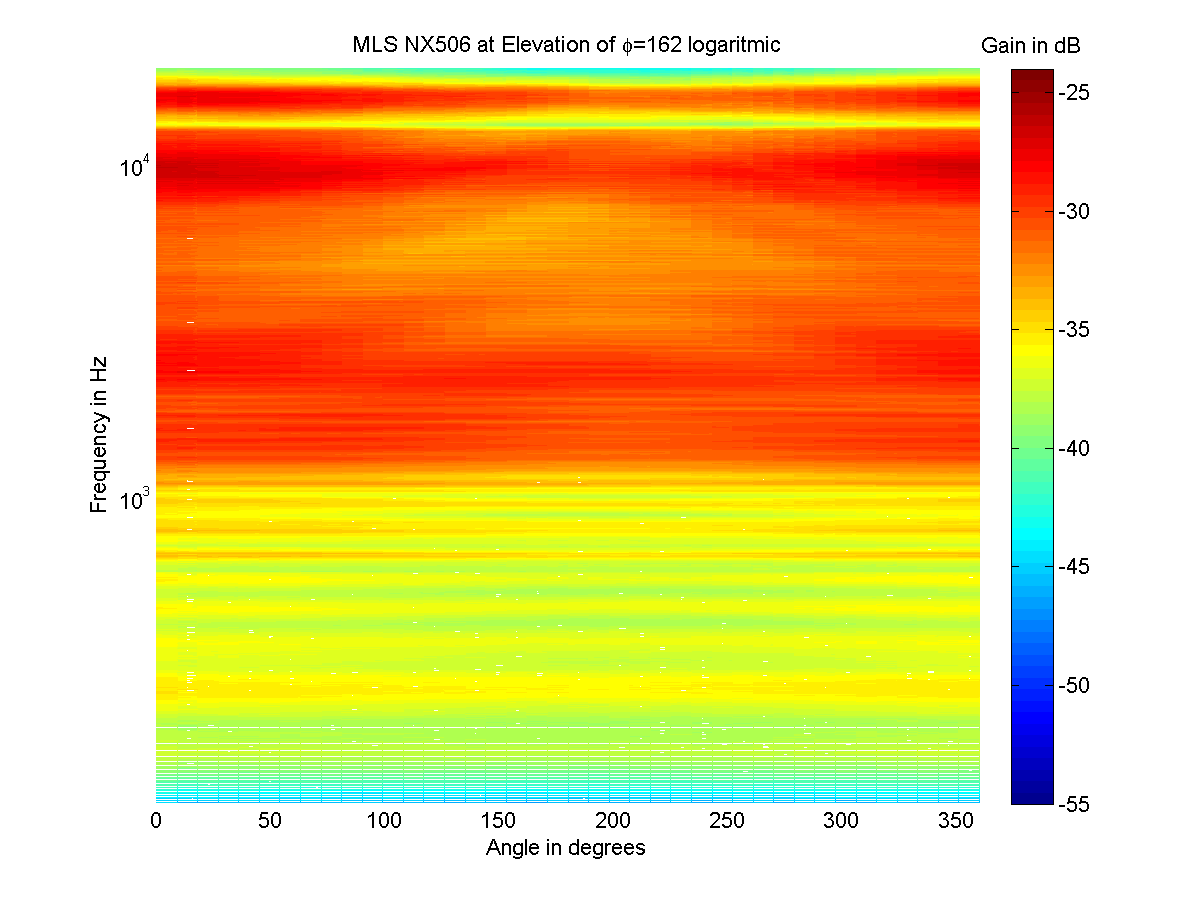 MLS NX506 at Elevation of ϕ=162 logaritmic
Gain in dB
Frequency in Hz
10^4
10^3
0 50 100 150 200 250 300 350
Angle in degrees
-25
-30
-35
-40
-45
-50
-55